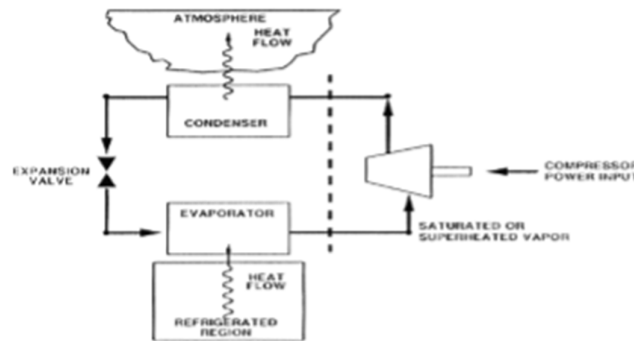 ATMOSPHERE
HEAT
FLOW
CONDENSER
EXPANSION
VALVE
COMPRESSOR
POWER INPUT
EVAPORATOR
SATURATED OR
SUPERHEATED VAPOR
HEAT
FLOW
REFRIGERATED
REGION